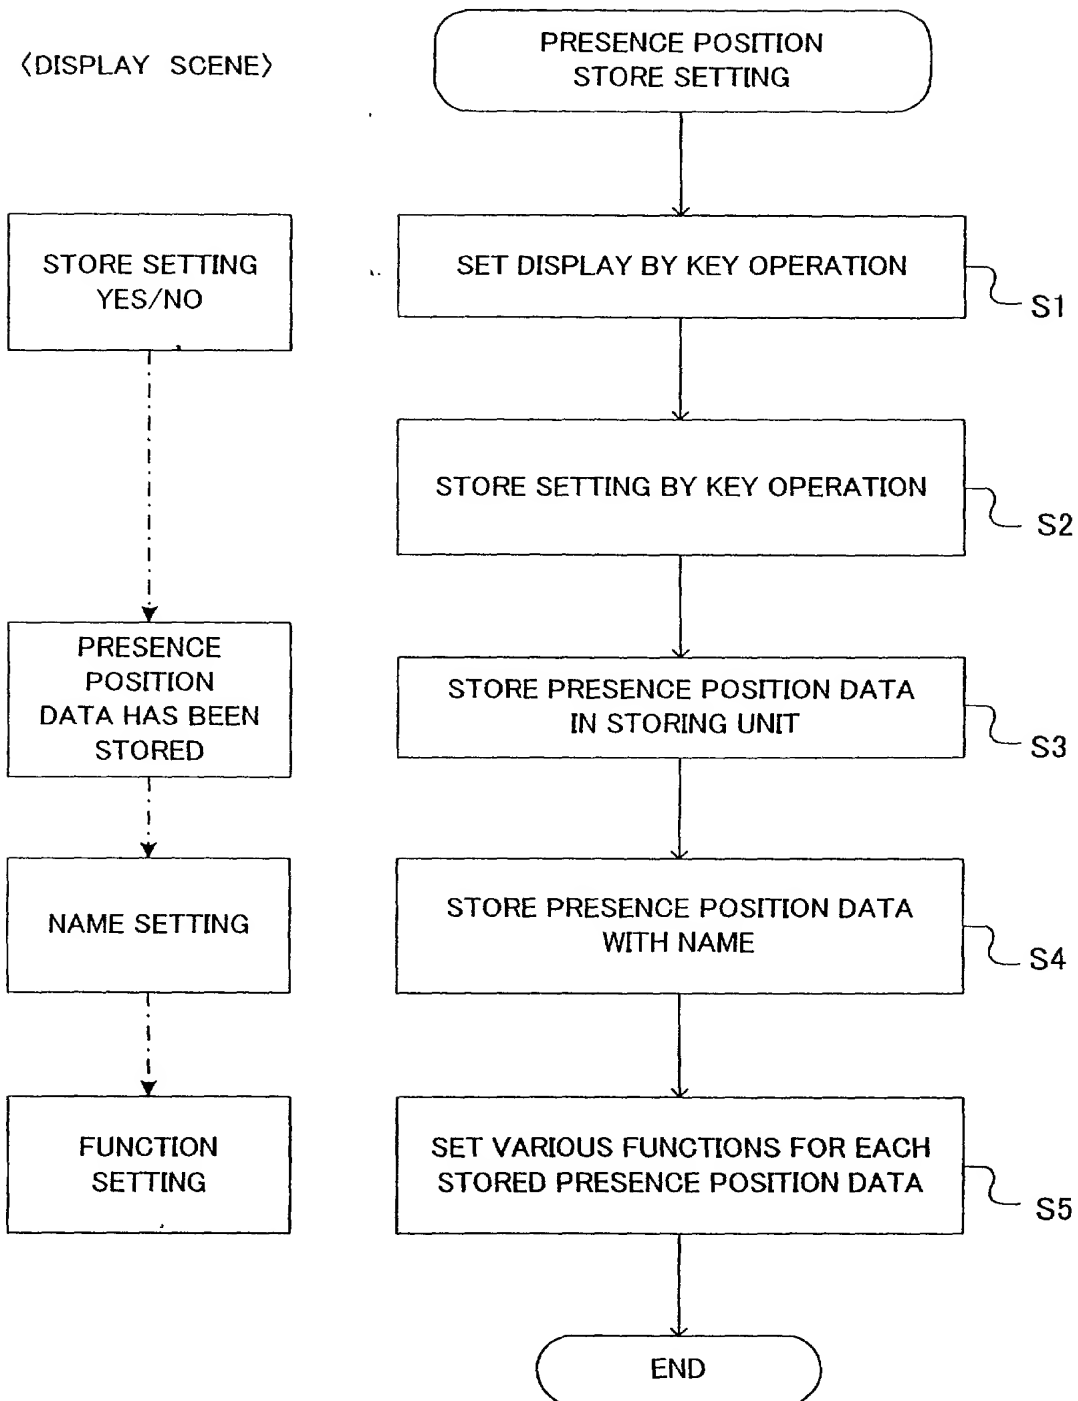 〈DISPLAY SCENE〉
PRESENCE POSITION
STORE SETTING
STORE SETTING
YES/NO
SET DISPLAY BY KEY OPERATION
S1
STORE SETTING BY KEY OPERATION
S2
PRESENCE
POSITION
DATA HAS BEEN
STORED
STORE PRESENCE POSITION DATA
IN STORING UNIT
S3
NAME SETTING
STORE PRESENCE POSITION DATA
WITH NAME
S4
FUNCTION
SETTING
SET VARIOUS FUNCTIONS FOR EACH
STORED PRESENCE POSITION DATA
S5
END